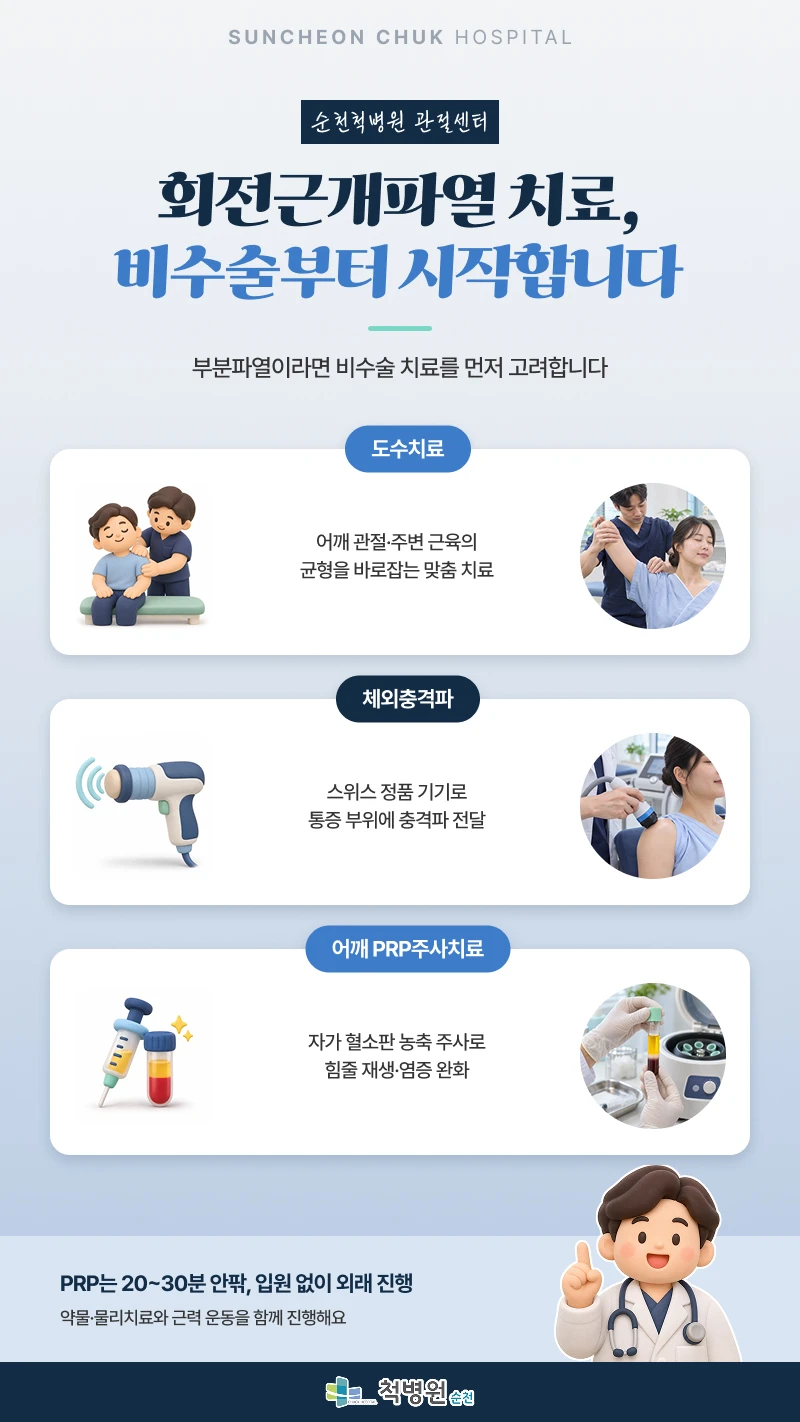 SUNCHEON CHUK HOSPITAL
순천척병원 관절센터
회전근개파열 치료,
비수술부터 시작합니다
부분파열이라면 비수술 치료를 먼저 고려합니다
도수치료
어깨 관절·주변 근육의
균형을 바로잡는 맞춤 치료
체외충격파
스위스 정품 기기로
통증 부위에 충격파 전달
어깨 PRP주사치료
자가 혈소판 농축 주사로
힘줄 재생·염증 완화
PRP는 20~30분 안팎, 입원 없이 외래 진행
약물·물리치료와 근력 운동을 함께 진행해요
척병원 순천